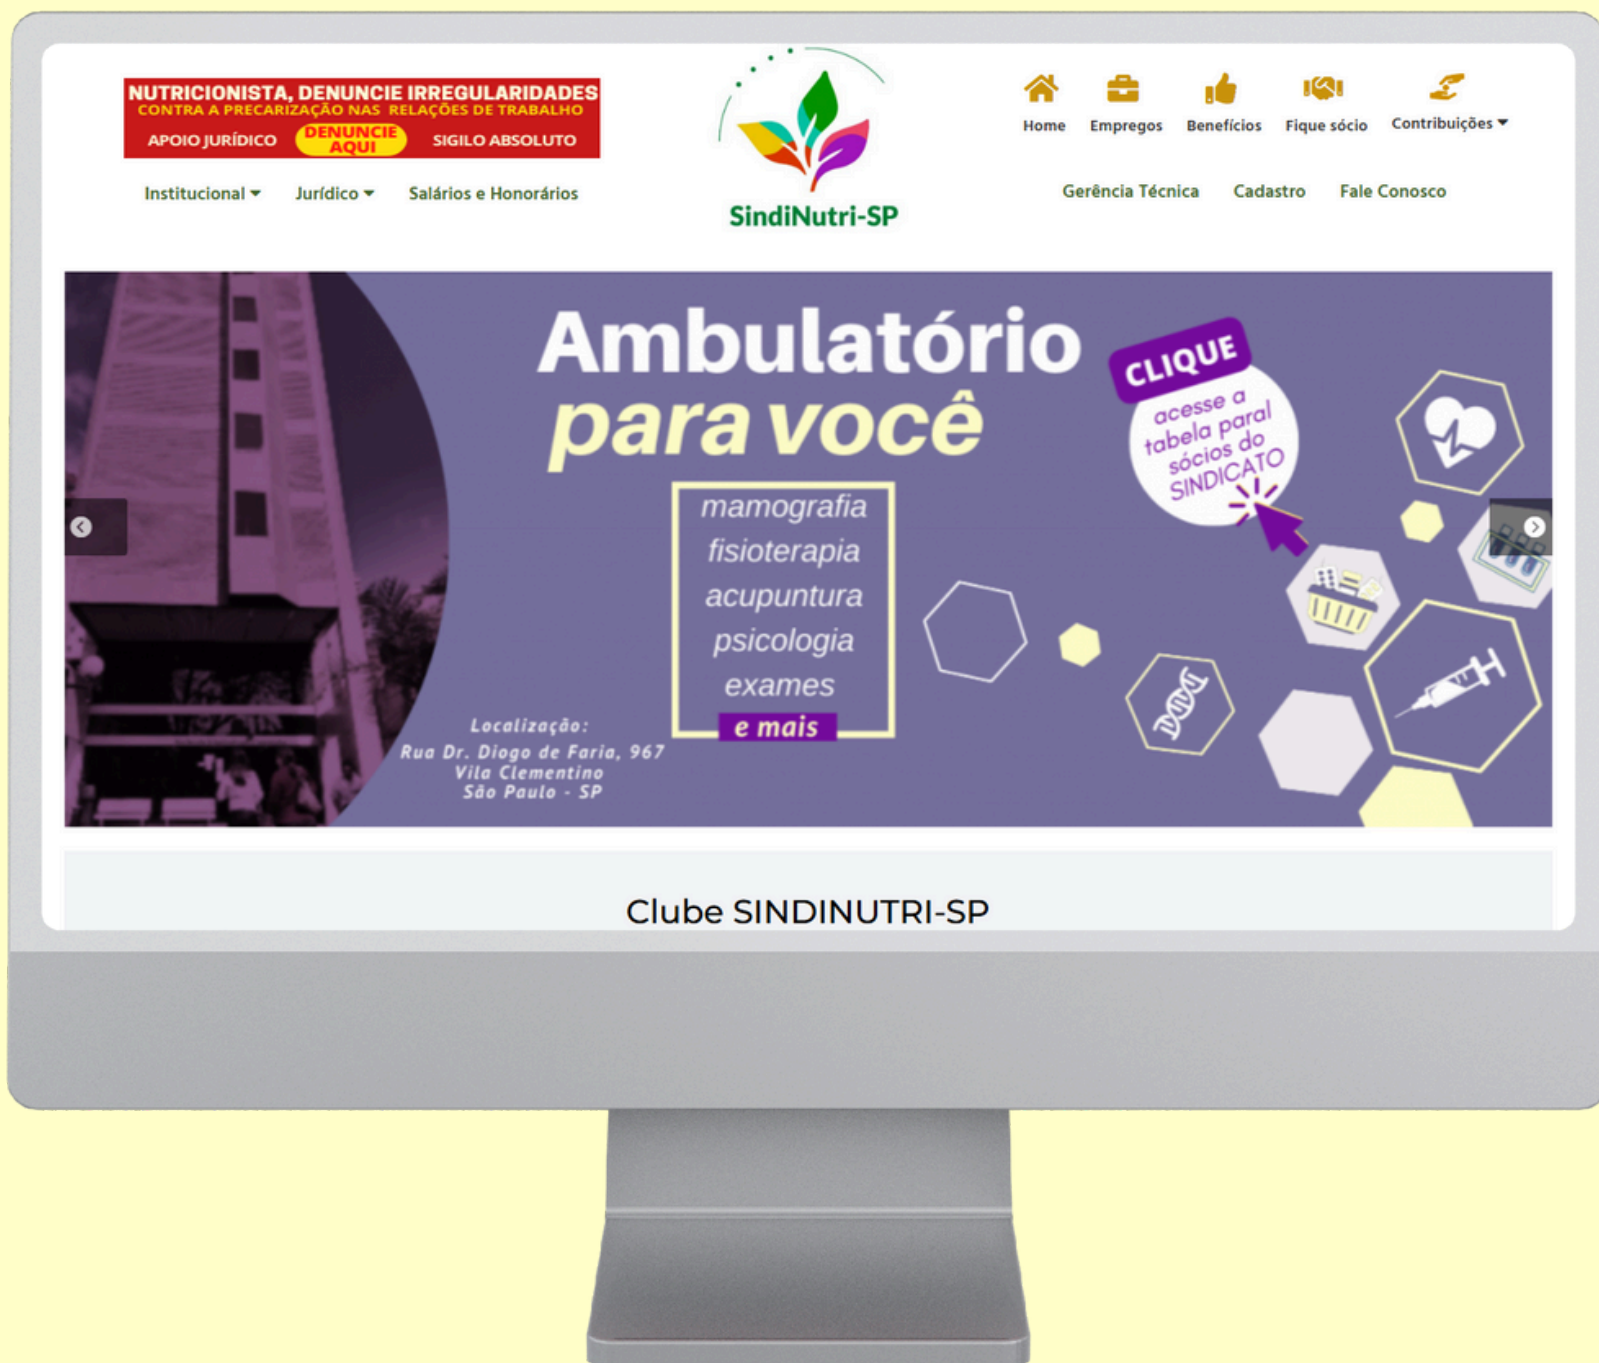 NUTRICIONISTA, DENUNCIE IRREGULARIDADES
CONTRA A PRECARIZAÇÃO NAS RELAÇÕES DE TRABALHO
APOIO JURÍDICO
DENUNCIE
AQUI
SIGILO ABSOLUTO
Institucional
Jurídico
Salários e Honorários
SindiNutri-SP
Home
Empregos
Benefícios
Fique sócio
Contribuições
Gerência Técnica
Cadastro
Fale Conosco
Ambulatório
para você
mamografia
fisioterapia
acupuntura
psicologia
exames
e mais
Localização:
Rua Dr. Diogo de Faria, 967
Vila Clementino
São Paulo - SP
CLIQUE
acesse a
tabela paral
sócios do
SINDICATO
Clube SINDINUTRI-SP